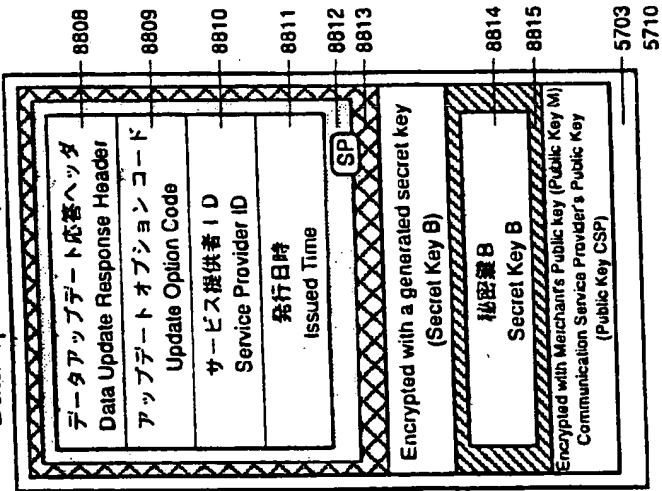 データアップデート応答ヘッダ
Data Update Response Header
アップデートオプションコード
Update Option Code
サービス提供者ID
Service Provider ID
発行日時
Issued Time
SP
Encrypted with a generated secret key
(Secret Key B)
秘密鍵B
Secret Key B
Encrypted with Merchant's Public key (Public Key M)
Communication Service Provider's Public Key
(Public Key CSP)
8808
8809
8810
8811
8812
8813
8814
8815
5703
5710